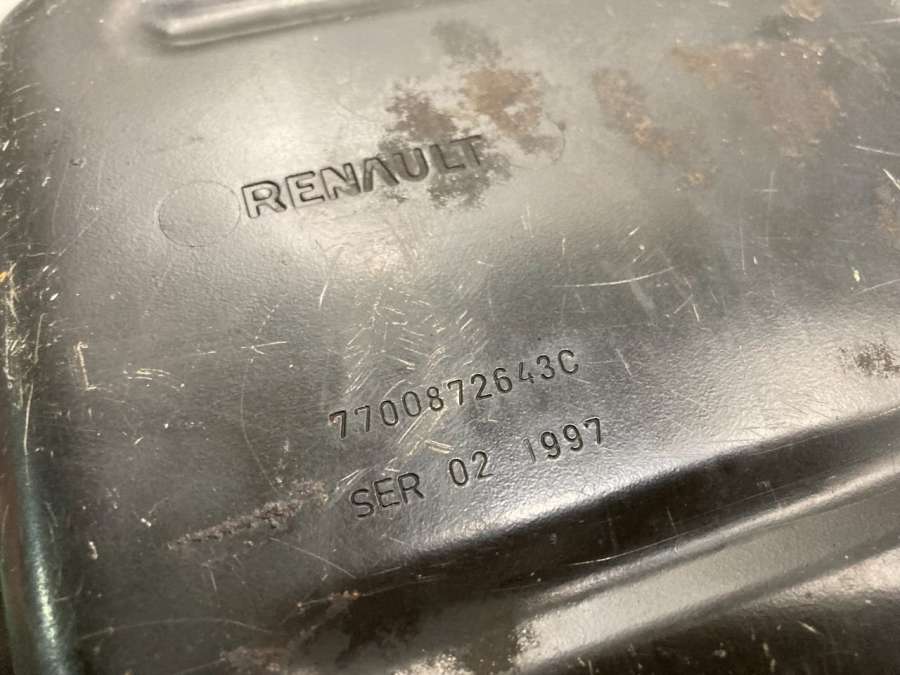 RENAULT
7700872643C
SER 02 1997